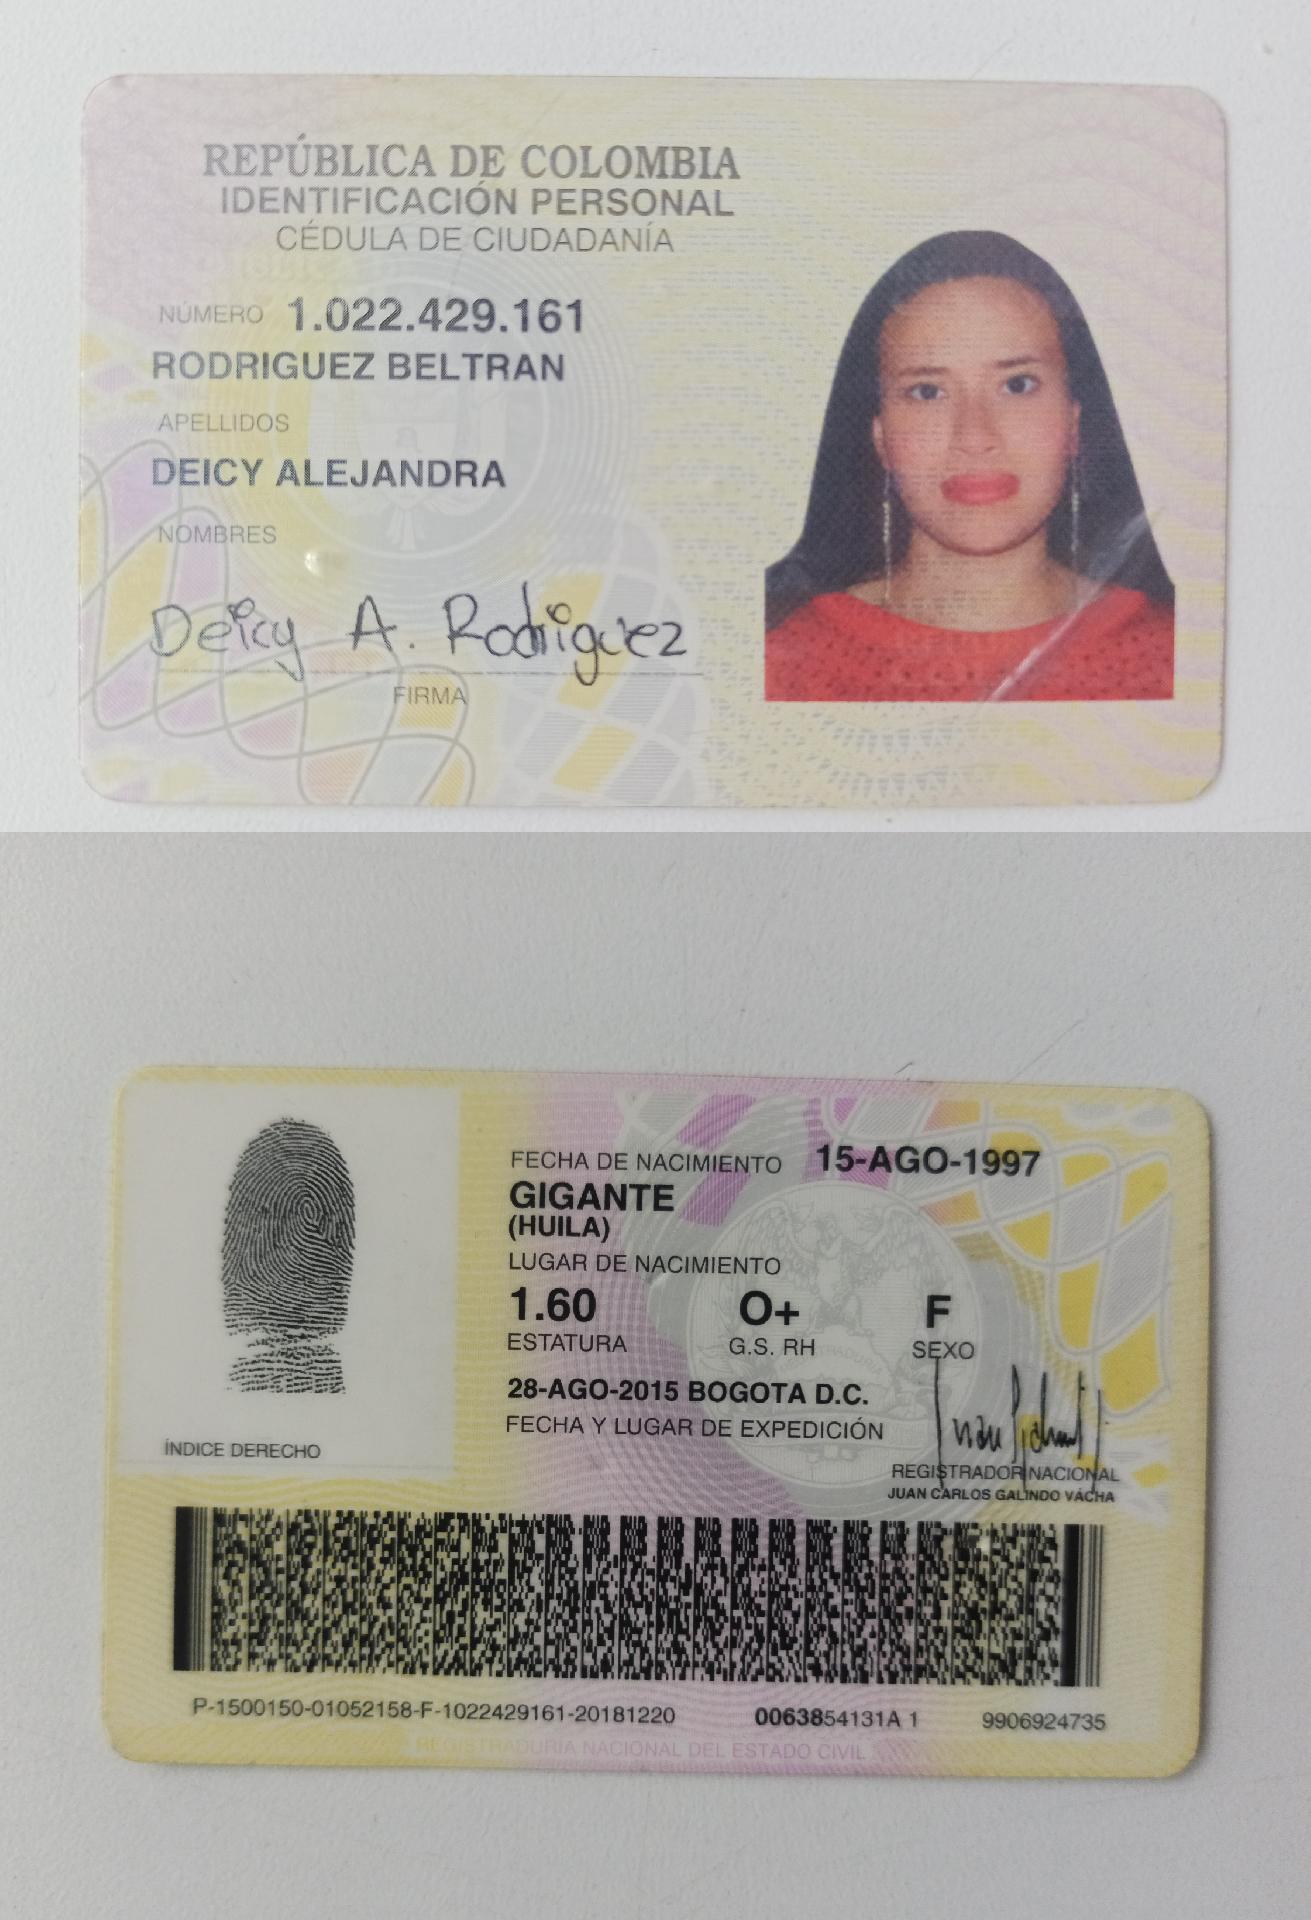 REPÚBLICA DE COLOMBIA
IDENTIFICACIÓN PERSONAL
CÉDULA DE CIUDADANÍA
NÚMERO 1.022.429.161
RODRIGUEZ BELTRAN
APELLIDOS
DEICY ALEJANDRA
NOMBRES
Deicy A. Rodriguez
FIRMA
FECHA DE NACIMIENTO 15-AGO-1997
GIGANTE
(HUILA)
LUGAR DE NACIMIENTO
1.60 O+ F
ESTATURA G.S. RH SEXO
28-AGO-2015 BOGOTA D.C.
FECHA Y LUGAR DE EXPEDICIÓN
ÍNDICE DERECHO
REGISTRADOR NACIONAL
JUAN CARLOS GALINDO VÁCHA
P-1500150-01052158-F-1022429161-20181220 0063854131A 1 9906924735
REGISTRADURÍA NACIONAL DEL ESTADO CIVIL